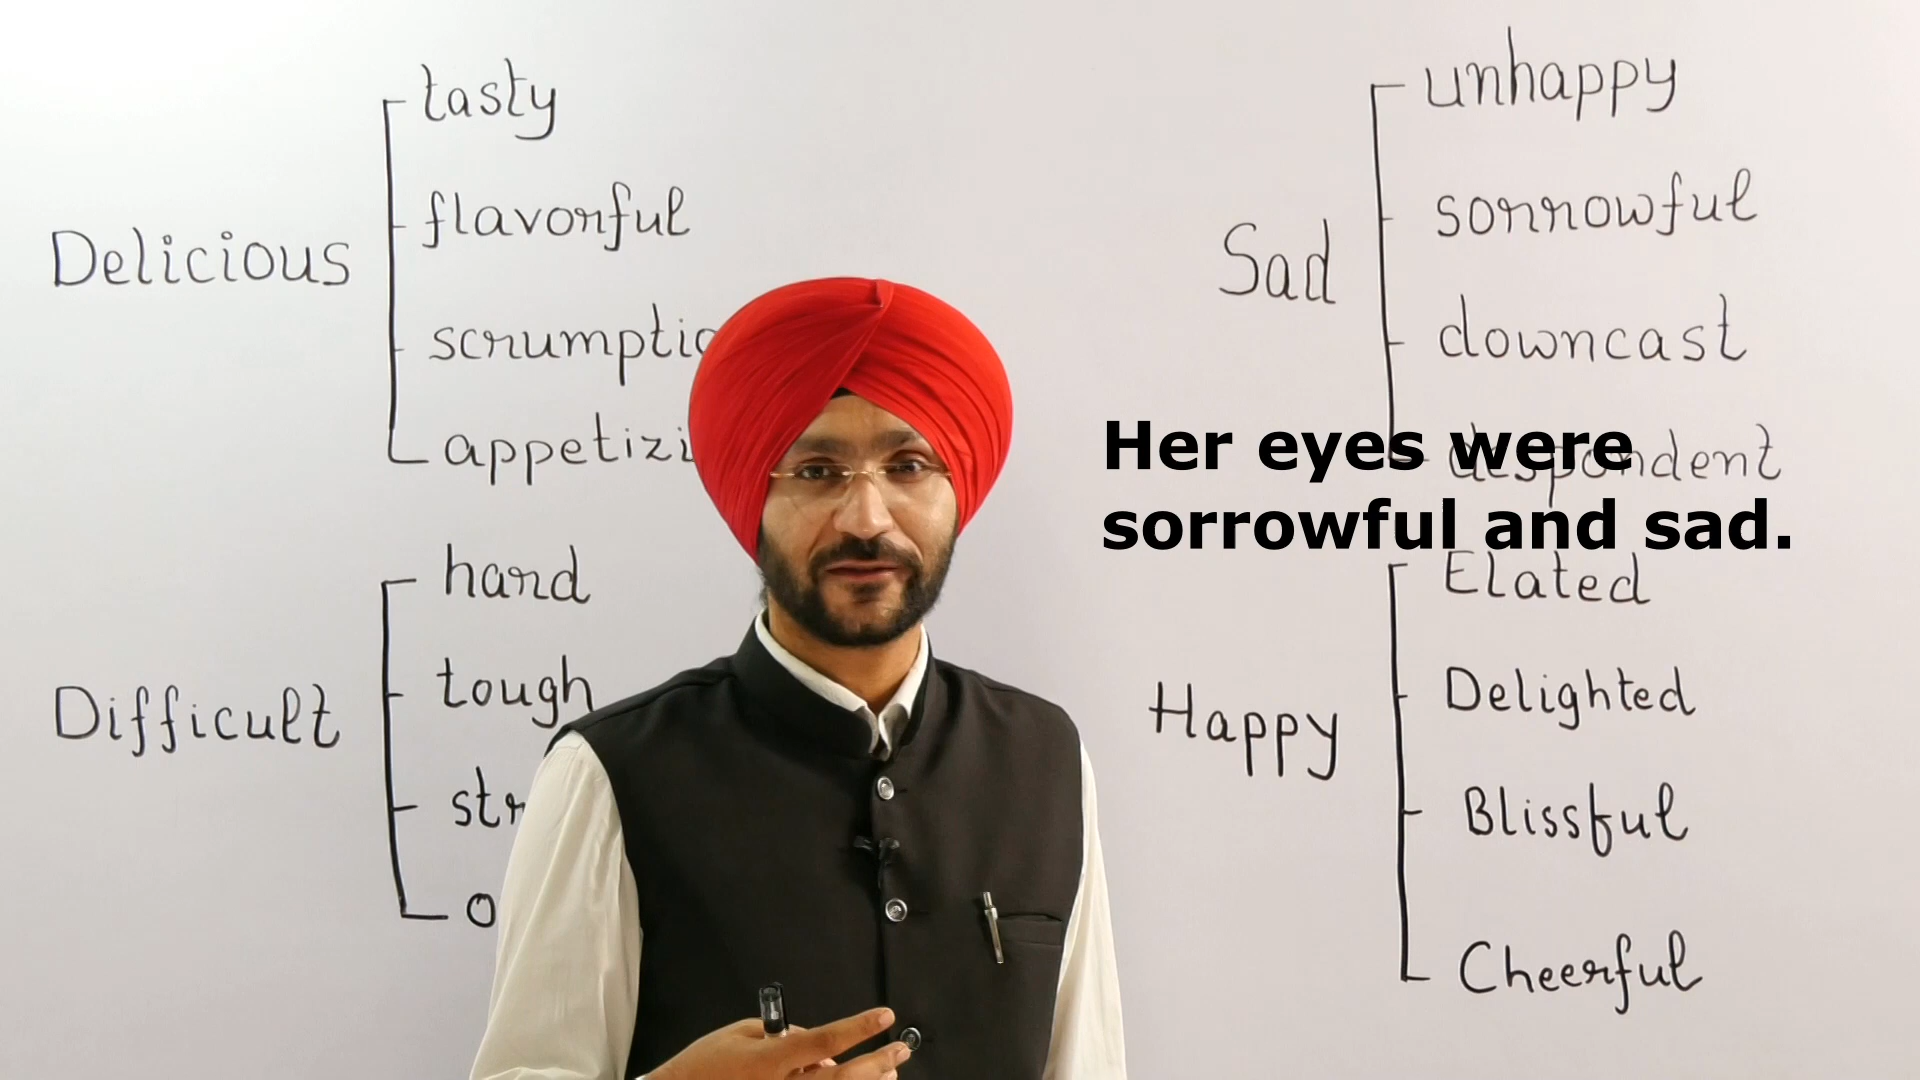 Delicious
tasty
flavorful
scrumptio
appetizi
Difficult
hard
tough
str
o
Sad
unhappy
sorrowful
downcast
despondent
Her eyes were
sorrowful and sad.
Happy
Elated
Delighted
Blissful
Cheerful